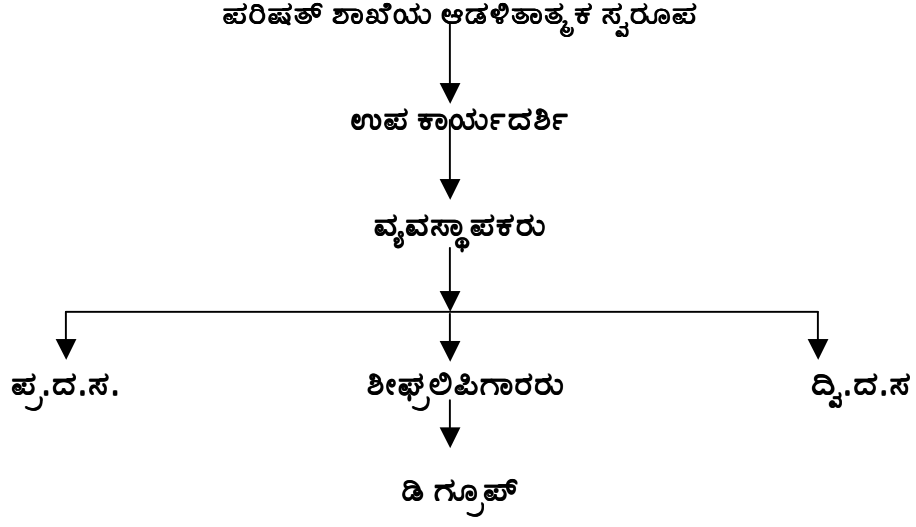 ಪರಿಷತ್ ಶಾಖೆಯ ಆಡಳಿತಾತ್ಮಕ ಸ್ವರೂಪ
ಉಪ ಕಾರ್ಯದರ್ಶಿ
ವ್ಯವಸ್ಥಾಪಕರು
ಪ್ರ.ದ.ಸ. ಶೀಘ್ರಲಿಪಿಗಾರರು ದ್ವಿ.ದ.ಸ
ಡಿ ಗ್ರೂಪ್